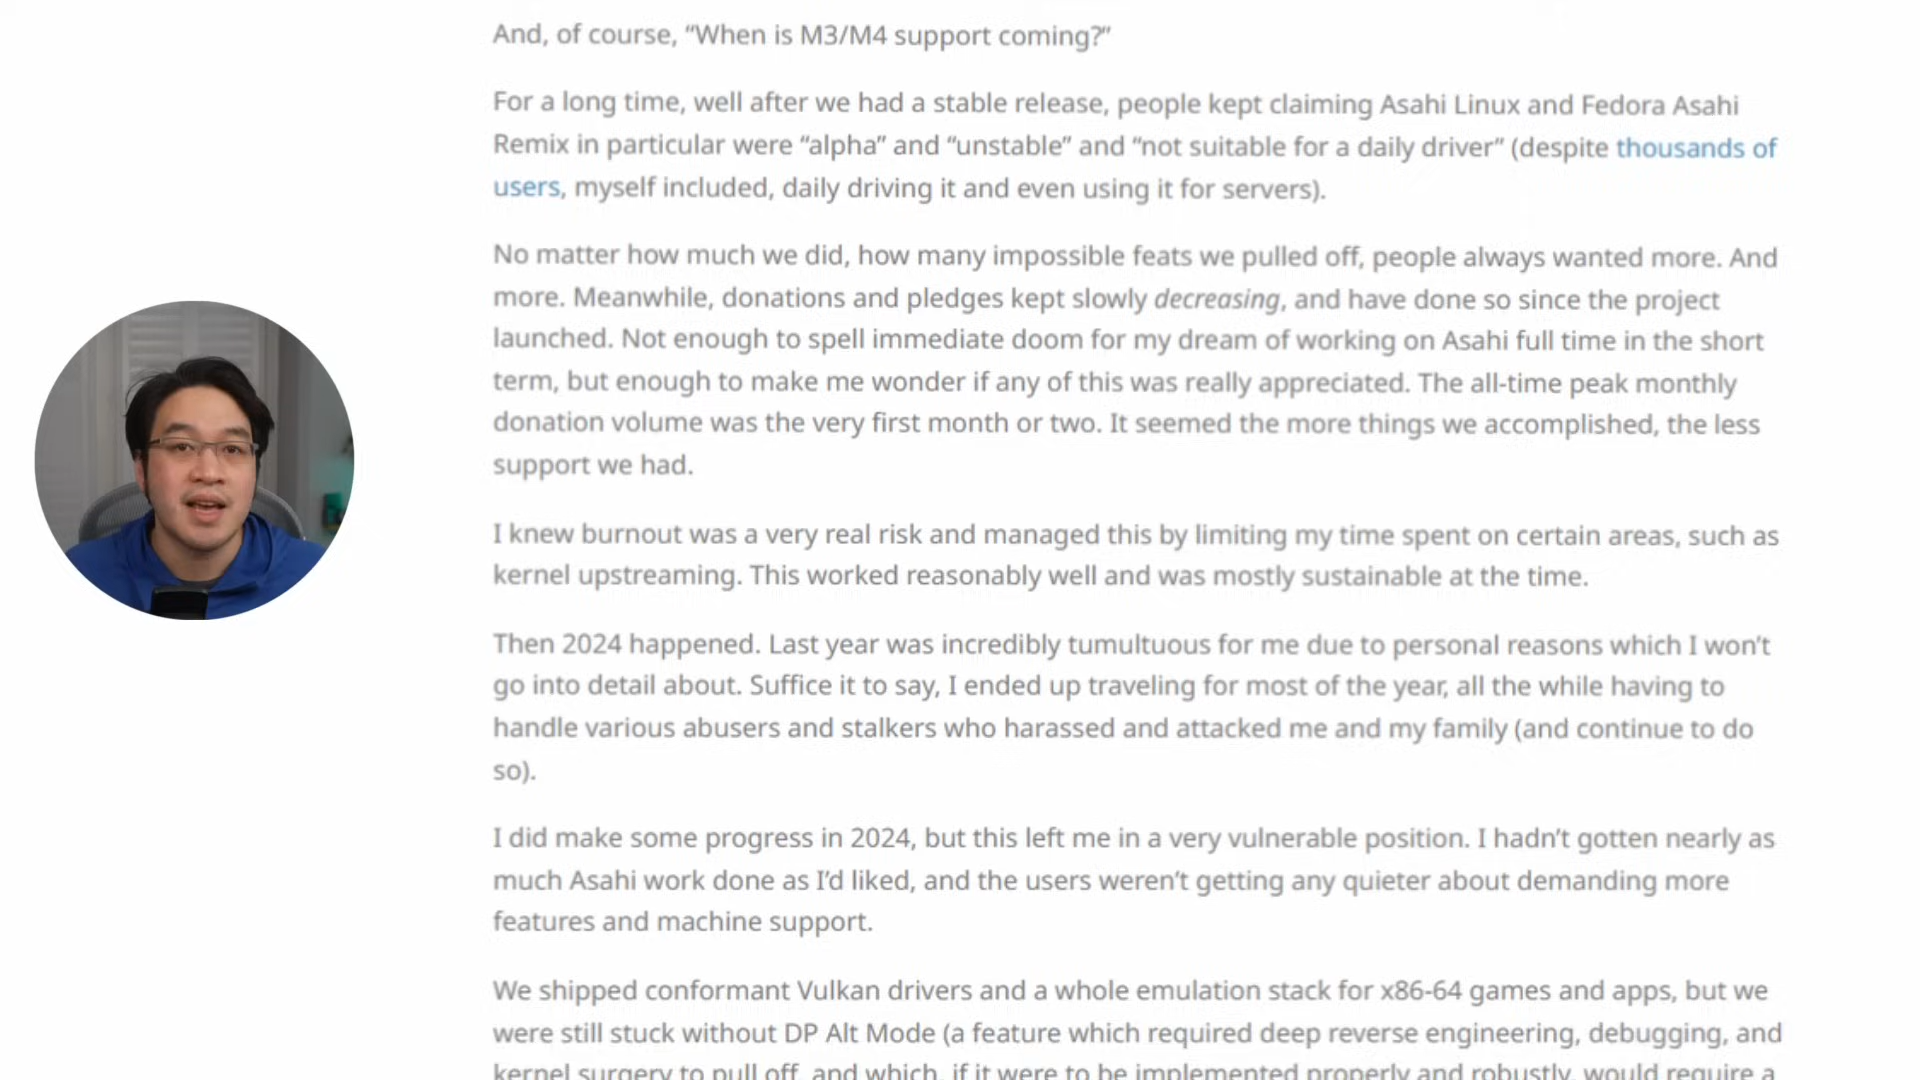 And, of course, “When is M3/M4 support coming?”
For a long time, well after we had a stable release, people kept claiming Asahi Linux and Fedora Asahi
Remix in particular were “alpha” and “unstable” and “not suitable for a daily driver” (despite thousands of
users, myself included, daily driving it and even using it for servers).
No matter how much we did, how many impossible feats we pulled off, people always wanted more. And
more. Meanwhile, donations and pledges kept slowly decreasing, and have done so since the project
launched. Not enough to spell immediate doom for my dream of working on Asahi full time in the short
term, but enough to make me wonder if any of this was really appreciated. The all-time peak monthly
donation volume was the very first month or two. It seemed the more things we accomplished, the less
support we had.
I knew burnout was a very real risk and managed this by limiting my time spent on certain areas, such as
kernel upstreaming. This worked reasonably well and was mostly sustainable at the time.
Then 2024 happened. Last year was incredibly tumultuous for me due to personal reasons which I won’t
go into detail about. Suffice it to say, I ended up traveling for most of the year, all the while having to
handle various abusers and stalkers who harassed and attacked me and my family (and continue to do
so).
I did make some progress in 2024, but this left me in a very vulnerable position. I hadn’t gotten nearly as
much Asahi work done as I’d liked, and the users weren’t getting any quieter about demanding more
features and machine support.
We shipped conformant Vulkan drivers and a whole emulation stack for x86-64 games and apps, but we
were still stuck without DP Alt Mode (a feature which required deep reverse engineering, debugging, and
kernel surgery to pull off, and which, if it were to be implemented properly and robustly, would require a